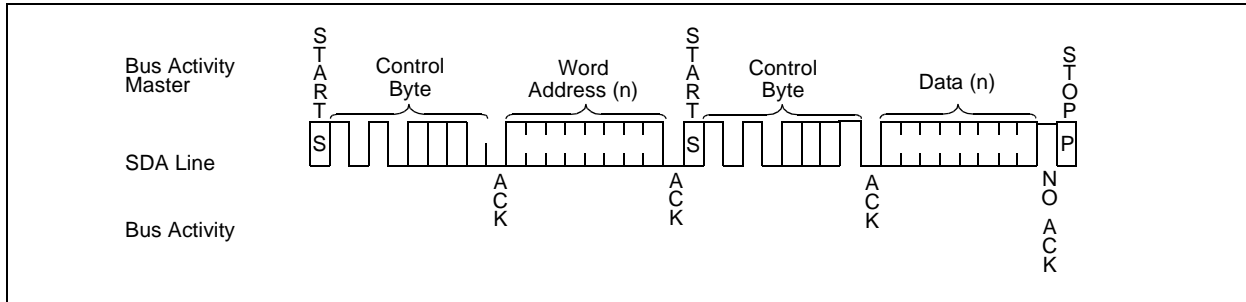 START
Bus Activity
Master
Control
Byte
Word
Address (n)
START
Control
Byte
Data (n)
STOP
S
S
P
SDA Line
ACK
ACK
ACK
NO ACK
Bus Activity